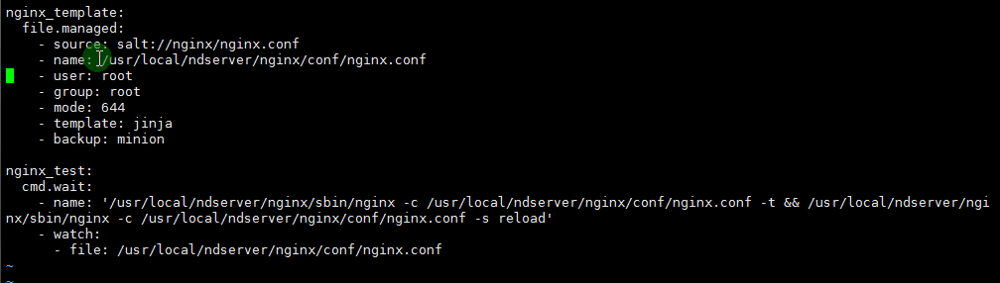 nginx_template:
  file.managed:
    - source: salt://nginx/nginx.conf
    - name: /usr/local/ndserver/nginx/conf/nginx.conf
    - user: root
    - group: root
    - mode: 644
    - template: jinja
    - backup: minion

nginx_test:
  cmd.wait:
    - name: '/usr/local/ndserver/nginx/sbin/nginx -c /usr/local/ndserver/nginx/conf/nginx.conf -t && /usr/local/ndserver/ngi
nx/sbin/nginx -c /usr/local/ndserver/nginx/conf/nginx.conf -s reload'
    - watch:
      - file: /usr/local/ndserver/nginx/conf/nginx.conf
~
~